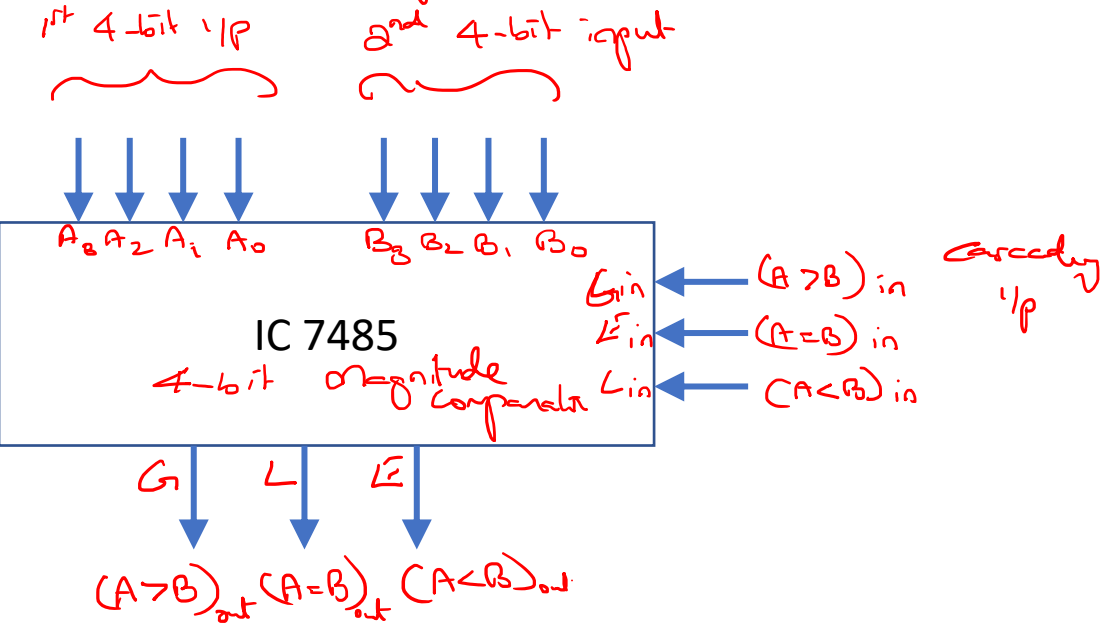 1st 4-bit i/p
2nd 4-bit input
A3 A2 A1 A0
B3 B2 B1 B0
Gin (A>B) in
cascading
i/p
IC 7485
Ein (A=B) in
4-bit magnitude
comparator
Lin (A<B) in
G L E
(A>B)out (A=B)out (A<B)out